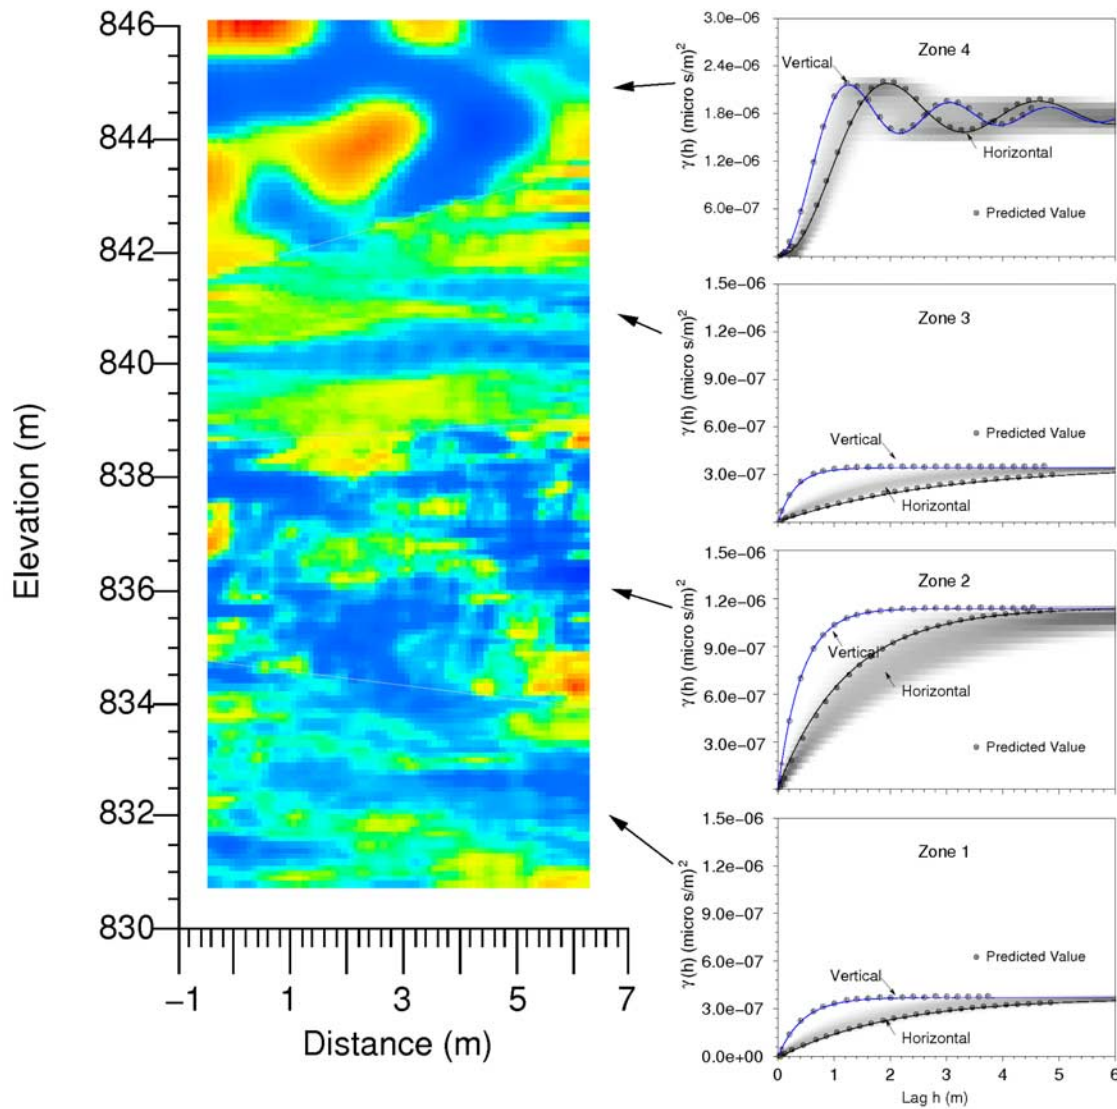 846
844
842
840
838
836
834
832
830
Elevation (m)
−1
1
3
5
7
Distance (m)
3.0e−06
2.4e−06
1.8e−06
1.2e−06
6.0e−07
γ(h) (micro s/m)²
Zone 4
Vertical
Horizontal
Predicted Value
1.5e−06
1.2e−06
9.0e−07
6.0e−07
3.0e−07
γ(h) (micro s/m)²
Zone 3
Vertical
Predicted Value
Horizontal
1.5e−06
1.2e−06
9.0e−07
6.0e−07
3.0e−07
γ(h) (micro s/m)²
Zone 2
Vertical
Horizontal
Predicted Value
1.5e−06
1.2e−06
9.0e−07
6.0e−07
3.0e−07
0.0e+00
γ(h) (micro s/m)²
Zone 1
Predicted Value
Vertical
Horizontal
0
1
2
3
4
5
6
Lag h (m)